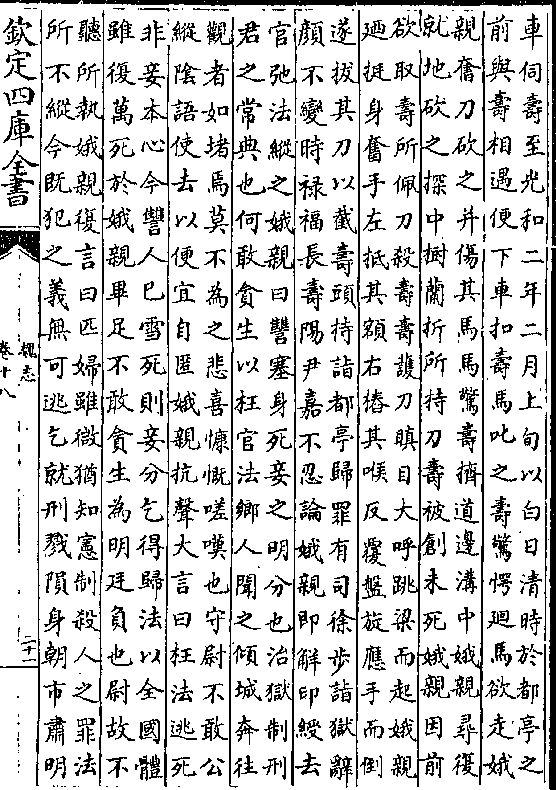 車伺壽至光和二年二月上旬以白日清時於都亭之
前與壽相遇便下車扣壽馬叱之壽驚愕廻馬欲走娥
親奮刀砍之并傷其馬馬驚壽擠道邊溝中娥親尋復
就地砍之探中樹蘭折所持刀壽被創未死娥親因前
欲取壽所佩刀殺壽壽護刀瞋目大呼跳梁而起娥親
廼挺身奮手左抵其額右樁其喉反覆盤旋應手而倒
遂拔其刀以截壽頭持詣都亭歸罪有司徐步詣獄辭
顔不變時禄福長壽陽尹嘉不忍論娥親即解印綬去
官弛法縱之娥親曰讐塞身死妾之明分也治獄制刑
君之常典也何敢貪生以枉官法鄉人聞之傾城奔往
觀者如堵焉莫不為之悲喜慷慨嗟嘆也守尉不敢公
縱陰語使去以便宜自匿娥親抗聲大言曰枉法逃死
非妾本心今讐人已雪死則妾分乞得歸法以全國體
雖復萬死於娥親畢足不敢貪生為明廷負也尉故不
聽所執娥親復言曰匹婦雖微猶知憲制殺人之罪法
所不縱今既犯之義無可逃乞就刑戮隕身朝市肅明
欽定四庫全書
魏志
卷十八
二十一